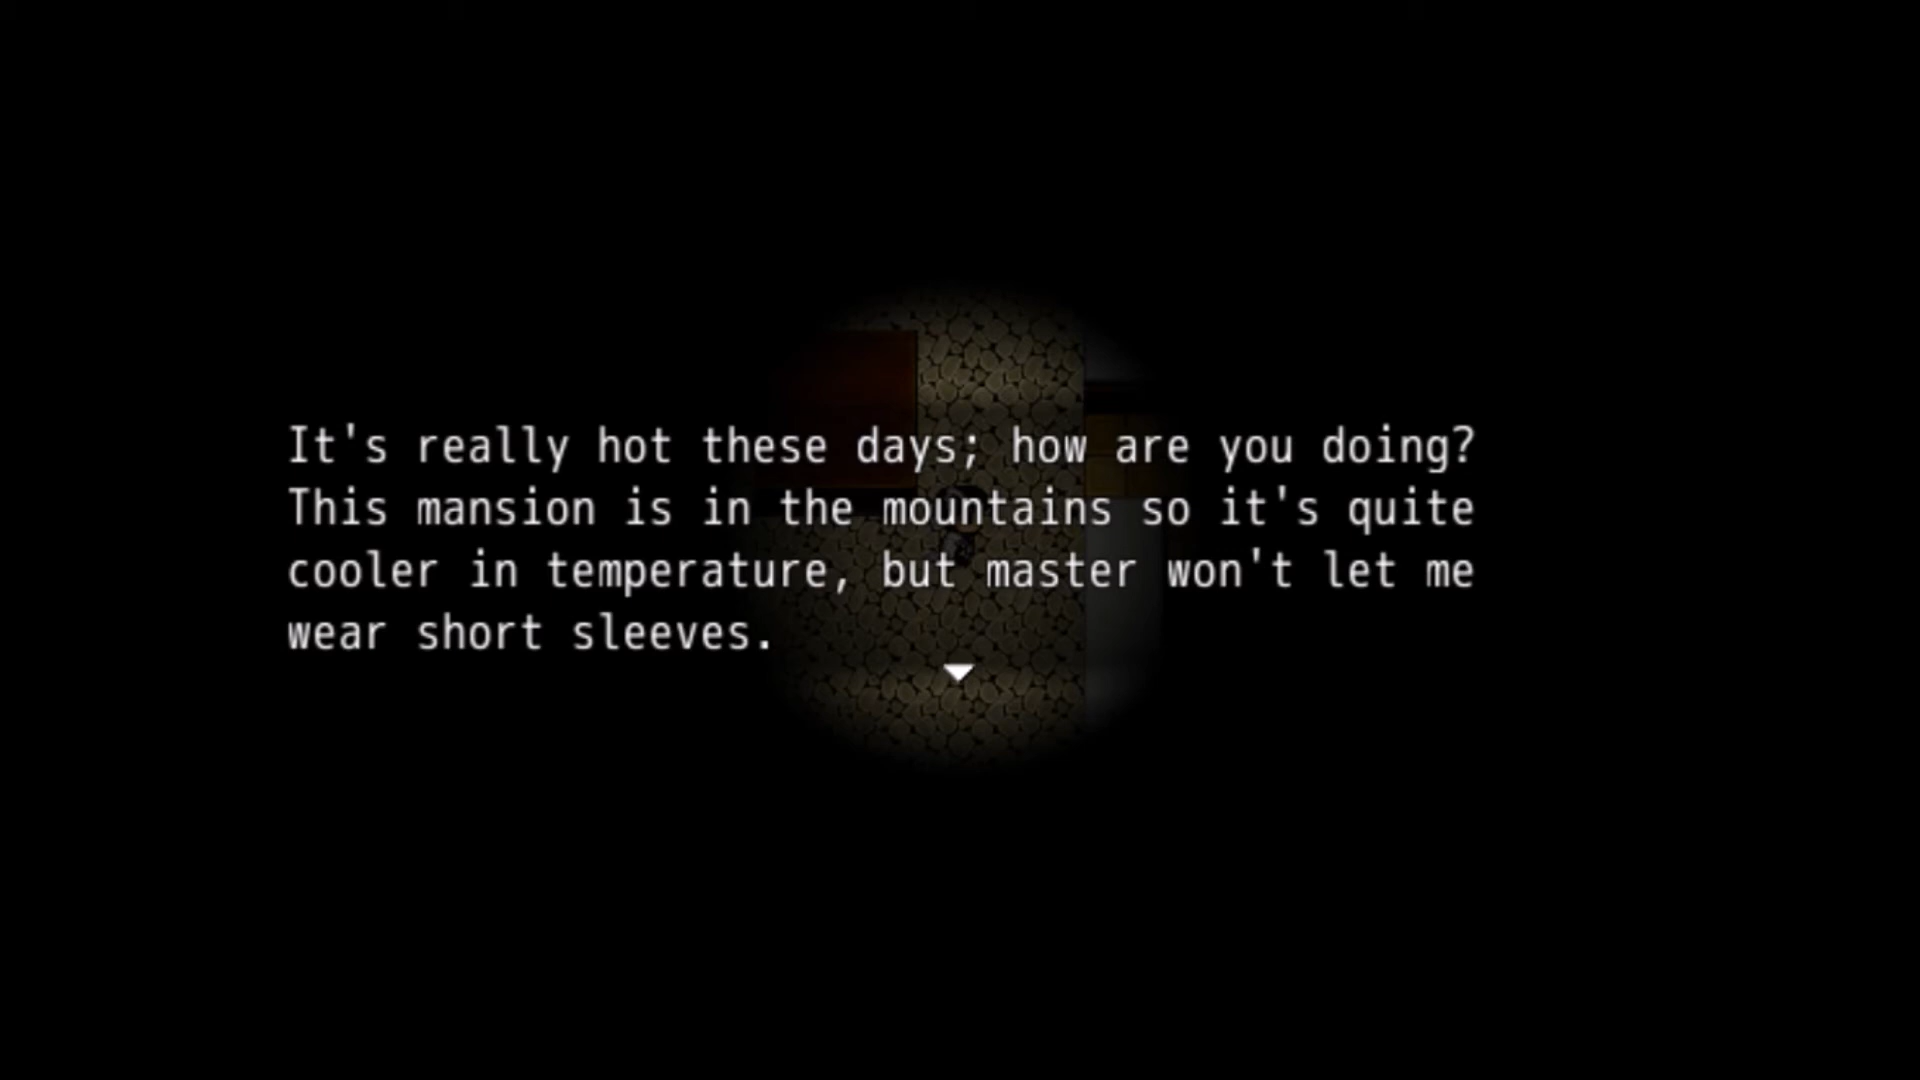 It's really hot these days; how are you doing?
This mansion is in the mountains so it's quite
cooler in temperature, but master won't let me
wear short sleeves.